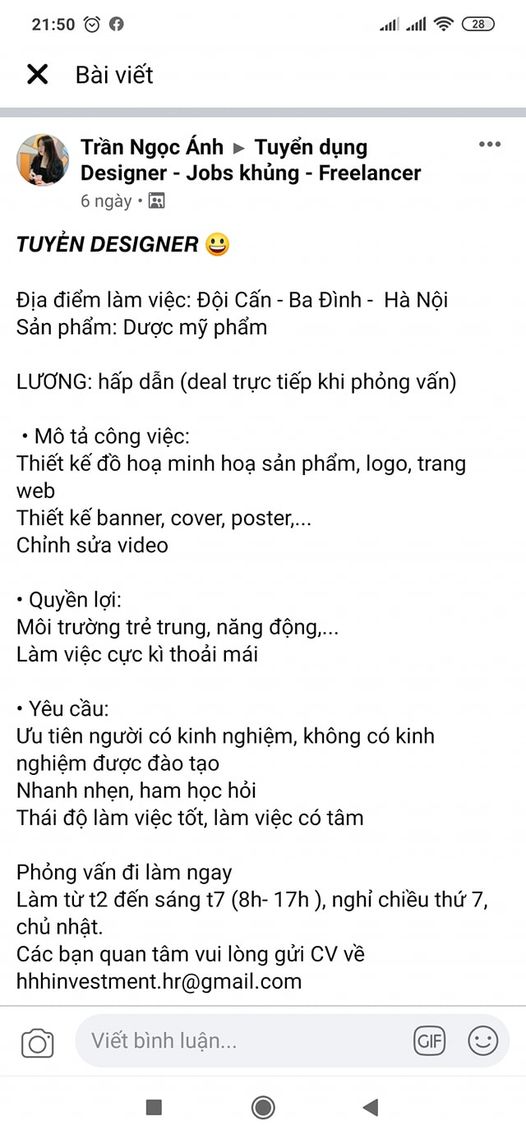 21:50
28
Bài viết
Trần Ngọc Ánh ▸ Tuyển dụng
Designer - Jobs khủng - Freelancer
6 ngày •
TUYỂN DESIGNER 😀
Địa điểm làm việc: Đội Cấn - Ba Đình -  Hà Nội
Sản phẩm: Dược mỹ phẩm
LƯƠNG: hấp dẫn (deal trực tiếp khi phỏng vấn)
• Mô tả công việc:
Thiết kế đồ hoạ minh hoạ sản phẩm, logo, trang
web
Thiết kế banner, cover, poster,...
Chỉnh sửa video
• Quyền lợi:
Môi trường trẻ trung, năng động,...
Làm việc cực kì thoải mái
• Yêu cầu:
Ưu tiên người có kinh nghiệm, không có kinh
nghiệm được đào tạo
Nhanh nhẹn, ham học hỏi
Thái độ làm việc tốt, làm việc có tâm
Phỏng vấn đi làm ngay
Làm từ t2 đến sáng t7 (8h- 17h ), nghỉ chiều thứ 7,
chủ nhật.
Các bạn quan tâm vui lòng gửi CV về
hhhinvestment.hr@gmail.com
Viết bình luận...
GIF